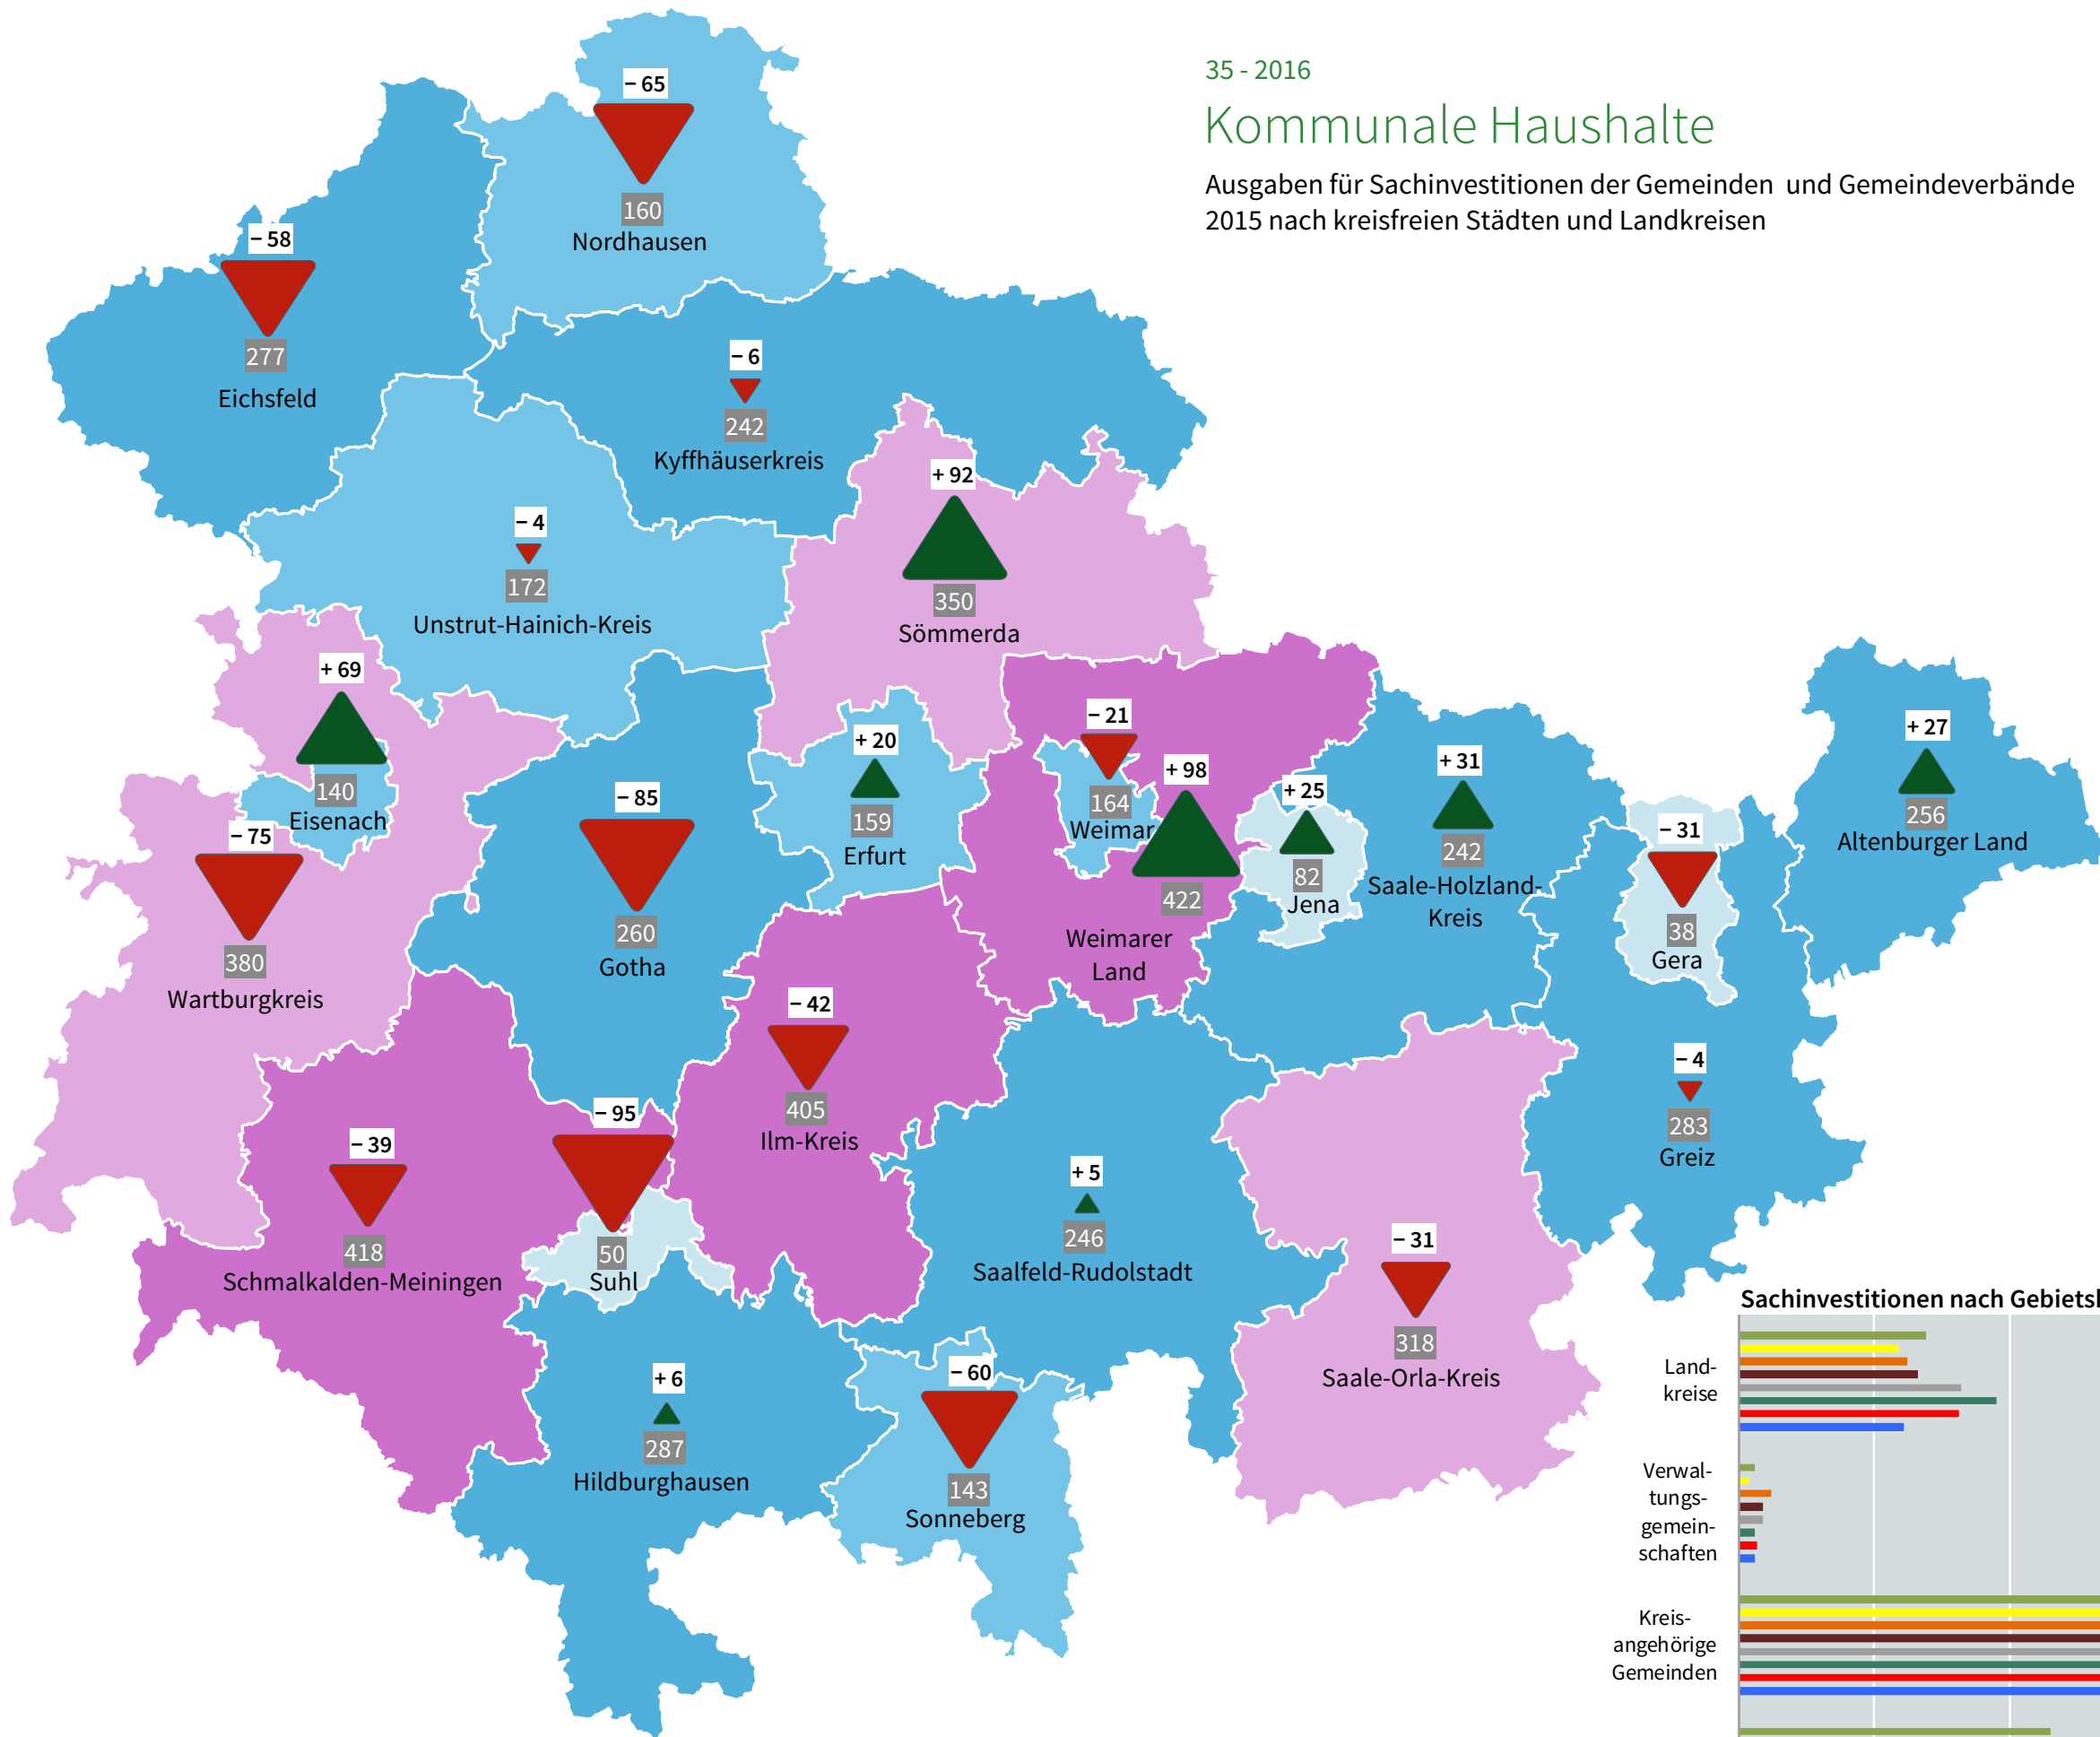 35 - 2016
Kommunale Haushalte
Ausgaben für Sachinvestitionen der Gemeinden und Gemeindeverbände
2015 nach kreisfreien Städten und Landkreisen
− 65
160
Nordhausen
− 58
277
Eichsfeld
− 6
242
Kyffhäuserkreis
+ 92
350
Sömmerda
− 4
172
Unstrut-Hainich-Kreis
+ 69
140
Eisenach
− 75
380
Wartburgkreis
− 85
260
Gotha
+ 20
159
Erfurt
− 21
164
Weimar
+ 98
422
Weimarer
Land
+ 25
82
Jena
+ 31
242
Saale-Holzland-
Kreis
− 31
38
Gera
+ 27
256
Altenburger Land
− 42
405
Ilm-Kreis
− 4
283
Greiz
− 39
418
Schmalkalden-Meiningen
− 95
50
Suhl
+ 5
246
Saalfeld-Rudolstadt
− 31
318
Saale-Orla-Kreis
+ 6
287
Hildburghausen
− 60
143
Sonneberg
Sachinvestitionen nach
Land-
kreise
Verwal-
tungs-
gemein-
schaften
Kreis-
angehörige
Gemeinden